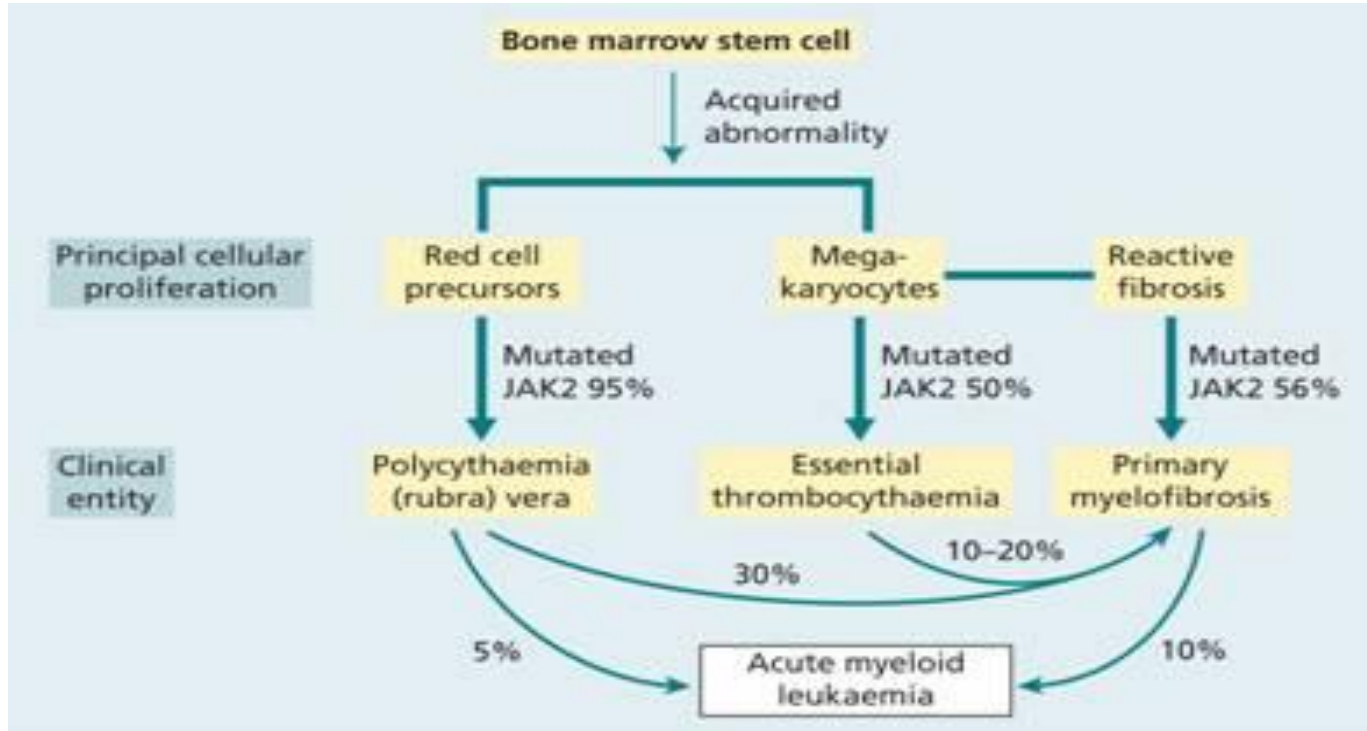 Bone marrow stem cell
Acquired
abnormality
Principal cellular
proliferation
Red cell
precursors
Mega-
karyocytes
Reactive
fibrosis
Mutated
JAK2 95%
Mutated
JAK2 50%
Mutated
JAK2 56%
Clinical
entity
Polycythaemia
(rubra) vera
Essential
thrombocythaemia
Primary
myelofibrosis
10–20%
30%
5%
10%
Acute myeloid
leukaemia